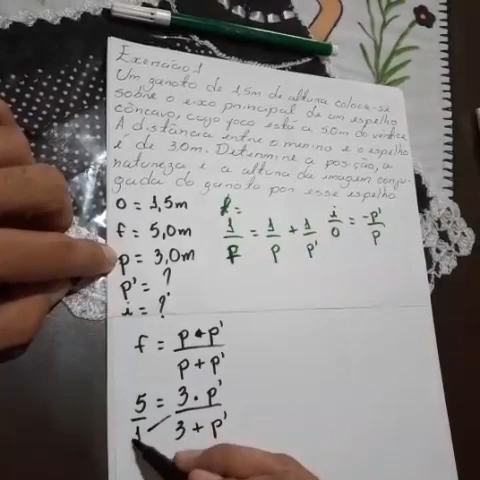 Exercício 1
Um garoto de 1,5m de altura coloca-se
sobre o eixo principal de um espelho
côncavo, cujo foco está a 5,0m do vértice
A distância entre o menino e o espelho
é de 3,0m. Determine a posição, a
natureza e a altura da imagem conju-
gada do garoto por esse espelho
o = 1,5m
f = 5,0m
p = 3,0m
p' = ?
i = ?
f=
1/f = 1/p + 1/p' i/o = -p'/p
f = p • p' / p + p'
5/1 = 3 . p' / 3 + p'